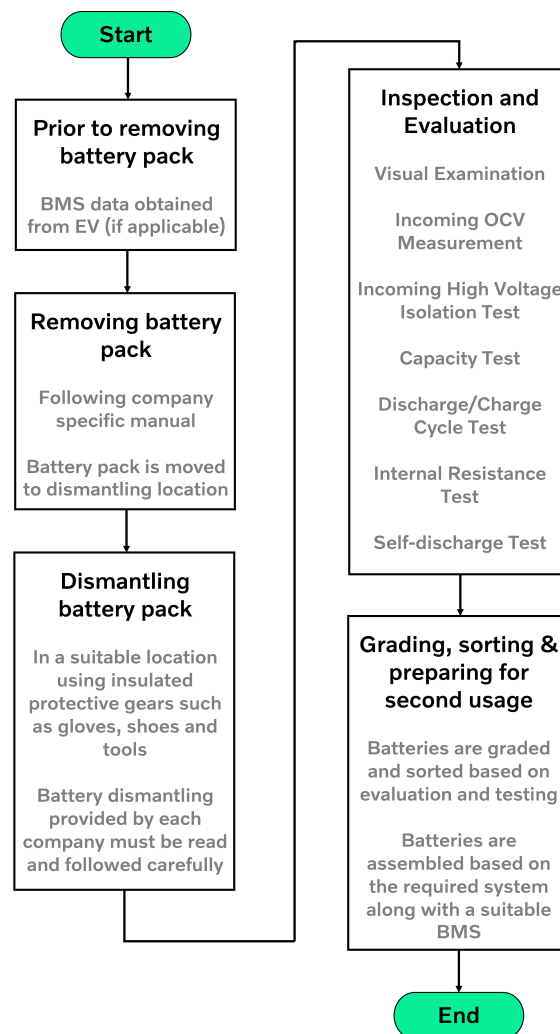 Start
Prior to removing
battery pack
BMS data obtained
from EV (if applicable)
Removing battery
pack
Following company
specific manual
Battery pack is moved
to dismantling location
Dismantling
battery pack
In a suitable location
using insulated
protective gears such
as gloves, shoes and
tools
Battery dismantling
provided by each
company must be read
and followed carefully
Inspection and
Evaluation
Visual Examination
Incoming OCV
Measurement
Incoming High Voltage
Isolation Test
Capacity Test
Discharge/Charge
Cycle Test
Internal Resistance
Test
Self-discharge Test
Grading, sorting &
preparing for
second usage
Batteries are graded
and sorted based on
evaluation and testing
Batteries are
assembled based on
the required system
along with a suitable
BMS
End